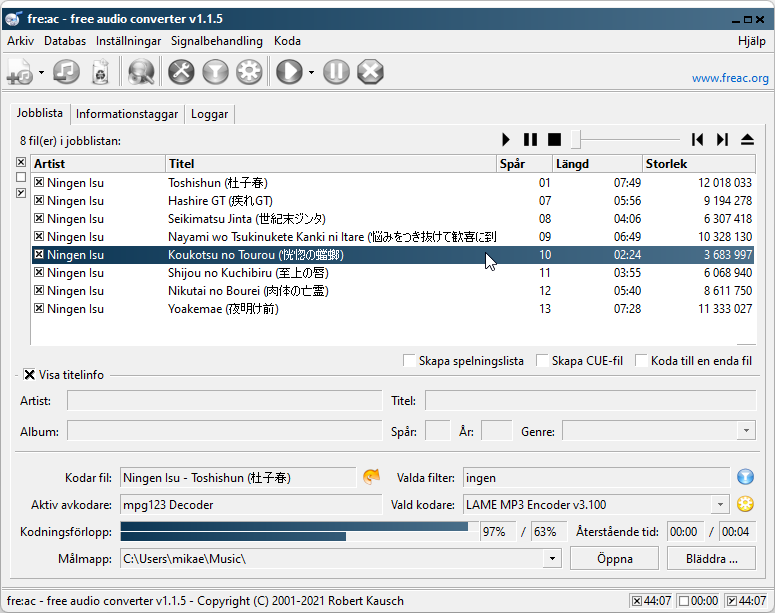 fre:ac - free audio converter v1.1.5
Arkiv Databas Inställningar Signalbehandling Koda Hjälp
www.freac.org
Jobblista Informationstaggar Loggar
8 fil(er) i jobblistan:
Artist Titel Spår Längd Storlek
Ningen Isu Toshishun (杜子春) 01 07:49 12 018 033
Ningen Isu Hashire GT (疾れGT) 07 05:56 9 194 278
Ningen Isu Seikimatsu Jinta (世紀末ジンタ) 08 04:06 6 307 418
Ningen Isu Nayami wo Tsukinukete Kanki ni Itare (悩みをつき抜けて歓喜に到 09 06:49 10 328 130
Ningen Isu Koukotsu no Tourou (恍惚の蟷螂) 10 02:24 3 683 997
Ningen Isu Shijou no Kuchibiru (至上の唇) 11 03:55 6 068 940
Ningen Isu Nikutai no Bourei (肉体の亡霊) 12 05:40 8 611 750
Ningen Isu Yoakemae (夜明け前) 13 07:28 11 333 027
Skapa spelningslista Skapa CUE-fil Koda till en enda fil
Visa titelinfo
Artist: Titel:
Album: Spår: År: Genre:
Kodar fil: Ningen Isu - Toshishun (杜子春) Valda filter: ingen
Aktiv avkodare: mpg123 Decoder Vald kodare: LAME MP3 Encoder v3.100
Kodningsförlopp: 97% / 63% Återstående tid: 00:00 / 00:04
Målmapp: C:\Users\mikae\Music\ Öppna Bläddra ...
fre:ac - free audio converter v1.1.5 - Copyright (C) 2001-2021 Robert Kausch 44:07 00:00 44:07